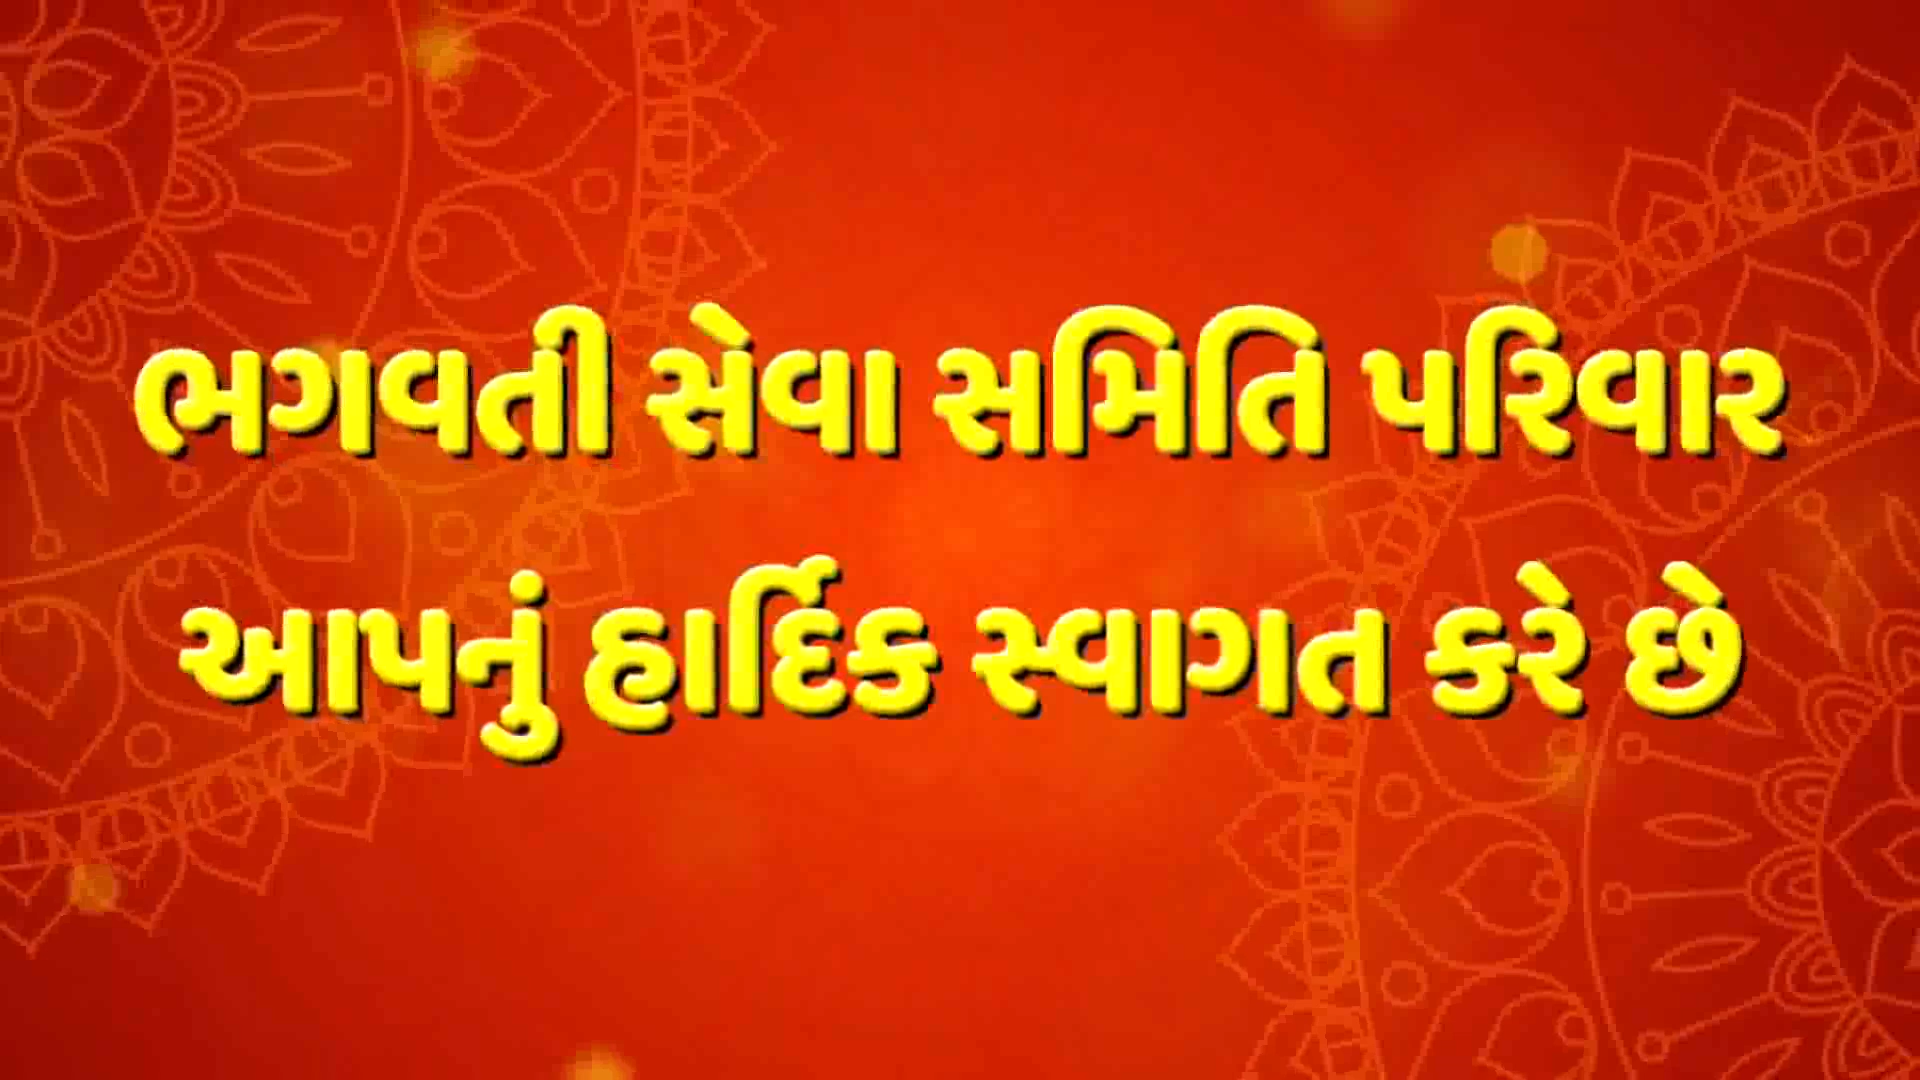 ભગવતી સેવા સમિતિ પરિવાર
આપનું હાર્દિક સ્વાગત કરે છે